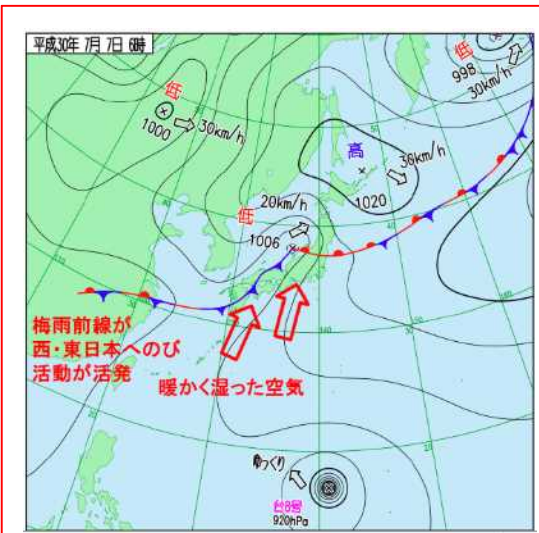 平成30年 7月 7日 6時
低
998
30km/h
低
1000
30km/h
高
1020
30km/h
20km/h
低
1006
梅雨前線が
西・東日本へのび
活動が活発
暖かく湿った空気
ゆっくり
台8号
920hPa